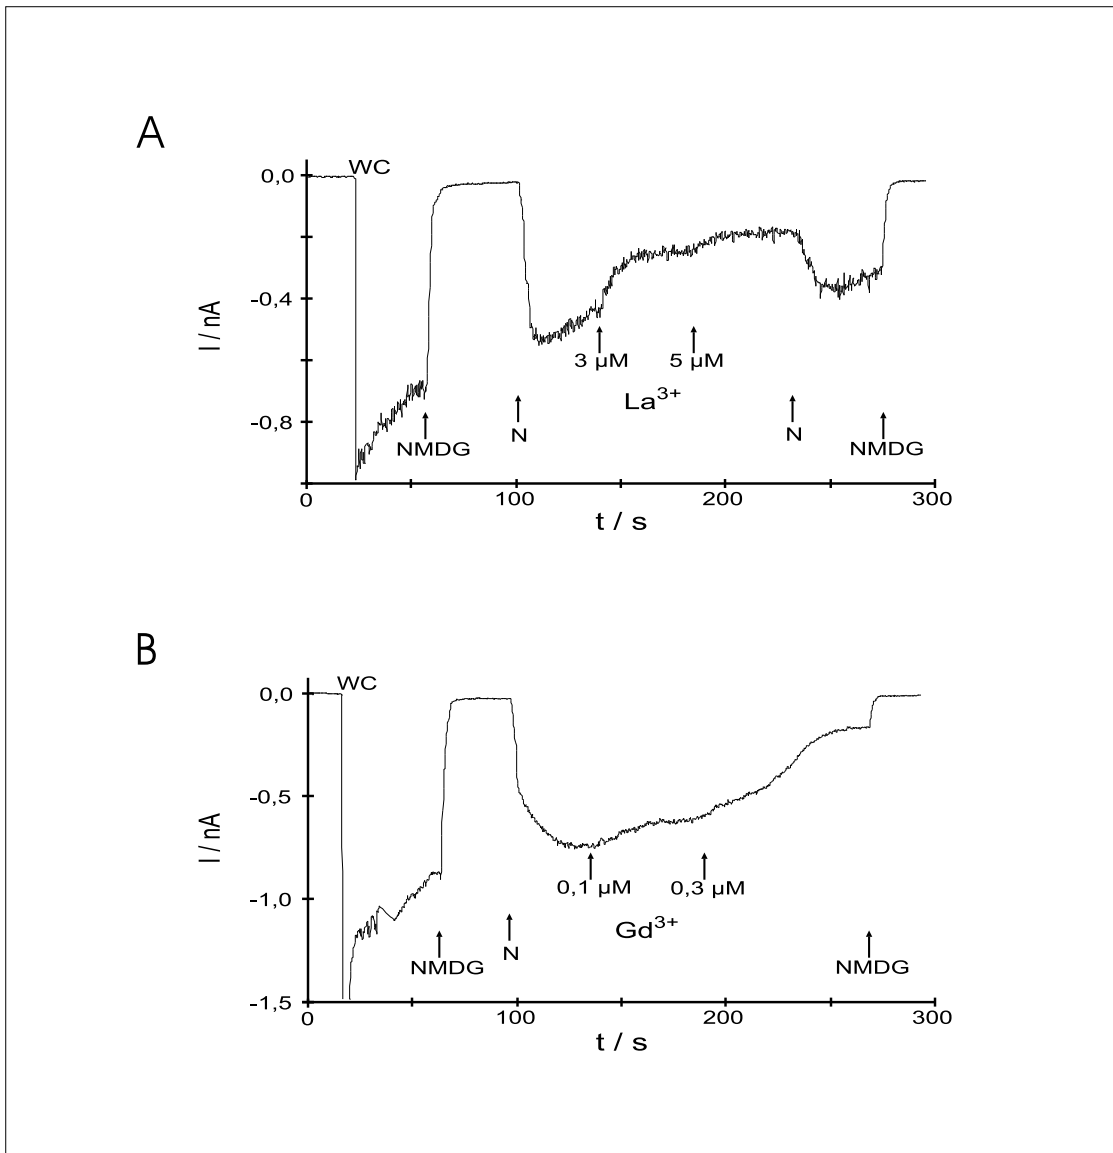 A
WC
0,0
-0,4
-0,8
I / nA
3 µM
5 µM
La³⁺
NMDG
N
N
NMDG
0
100
200
300
t / s
B
WC
0,0
-0,5
-1,0
-1,5
I / nA
0,1 µM
0,3 µM
Gd³⁺
NMDG
N
NMDG
0
100
200
300
t / s